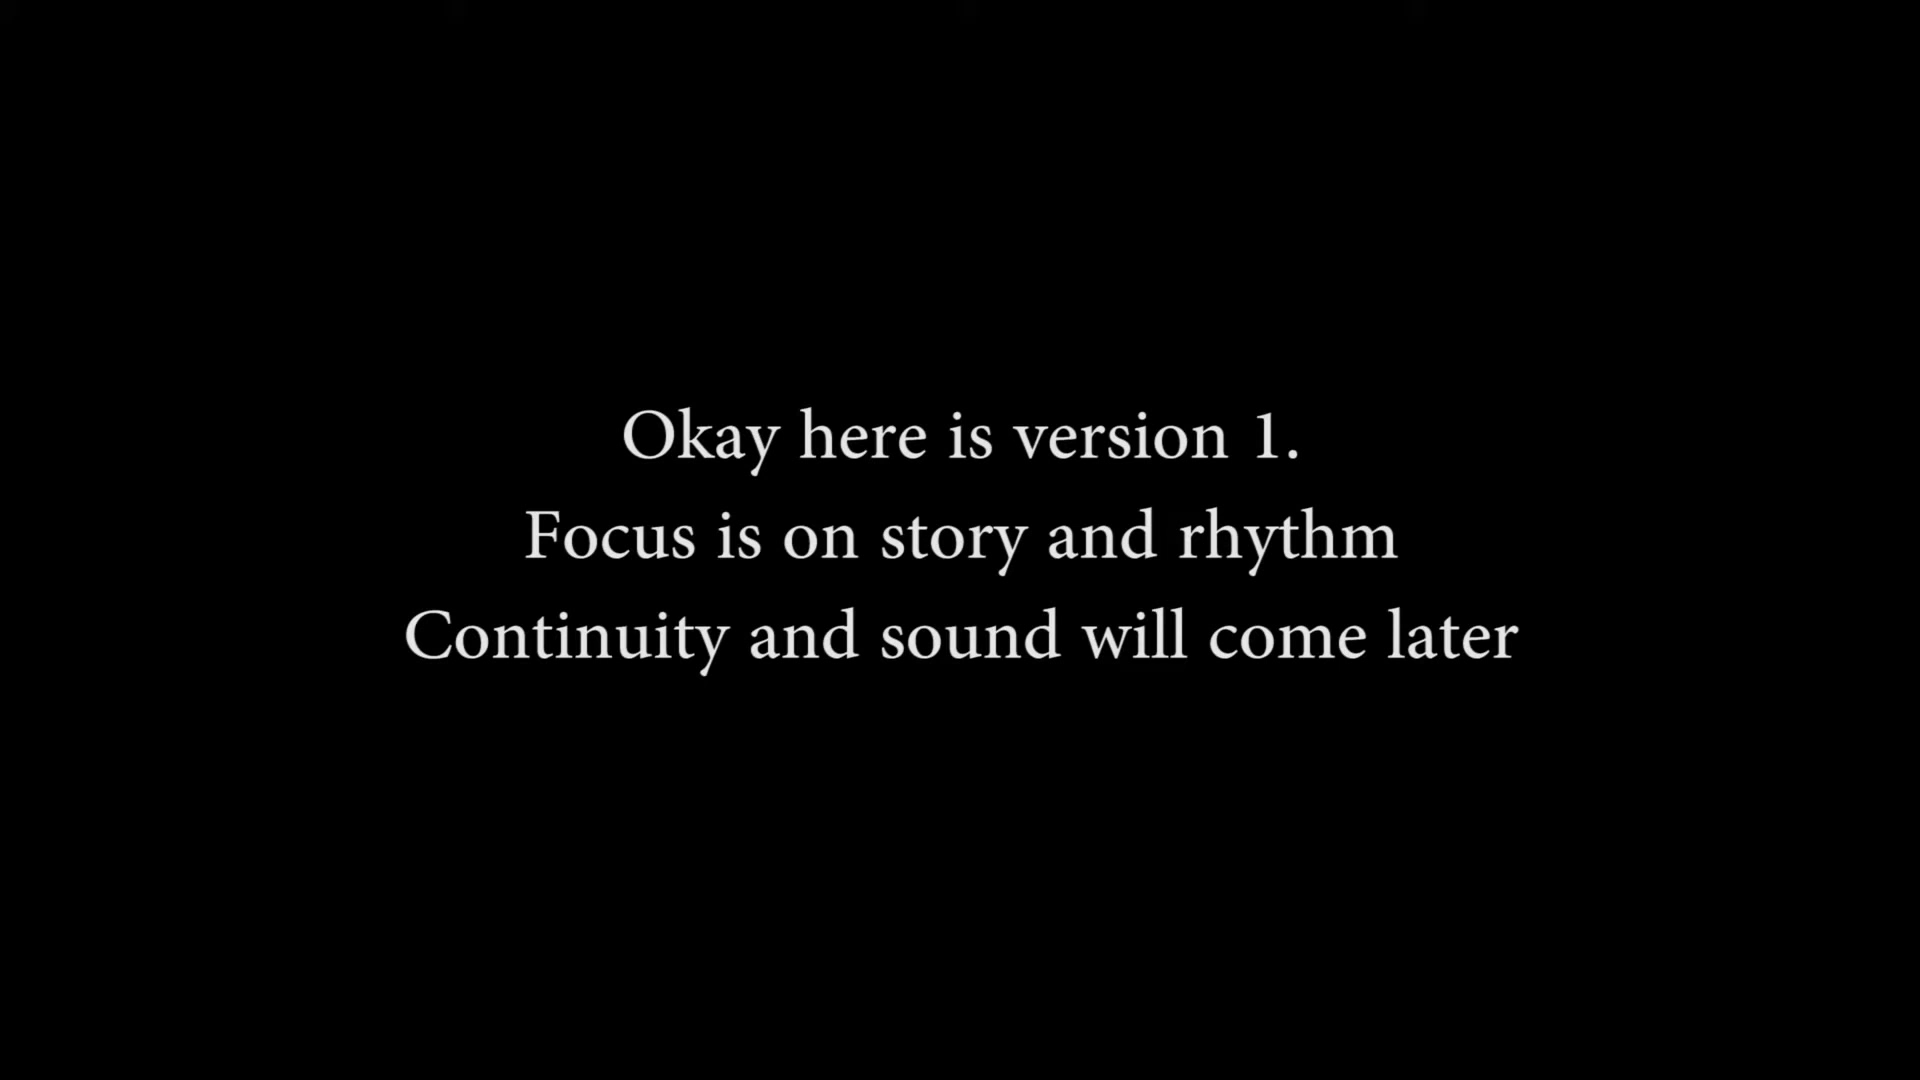 Okay here is version 1.
Focus is on story and rhythm
Continuity and sound will come later